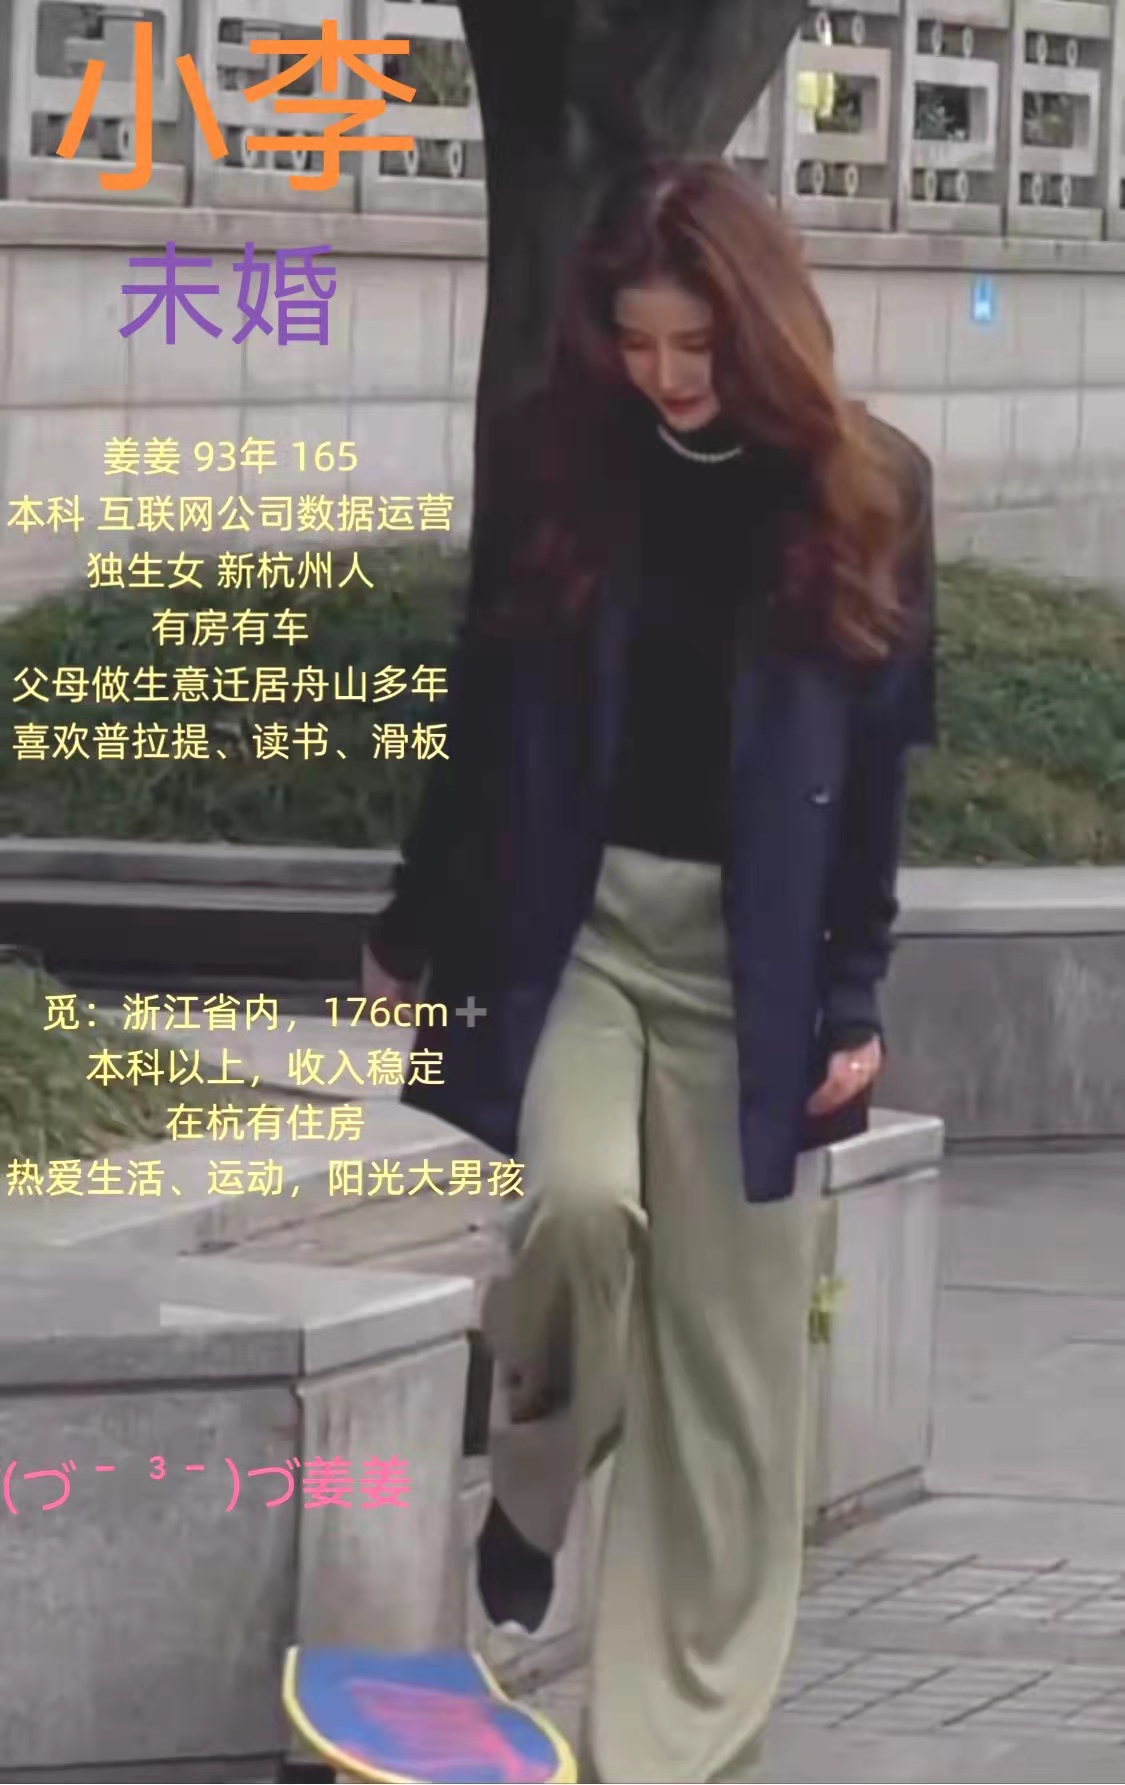 小李
未婚
姜姜 93年 165
本科 互联网公司数据运营
独生女 新杭州人
有房有车
父母做生意迁居舟山多年
喜欢普拉提、读书、滑板
觅：浙江省内，176cm➕
本科以上，收入稳定
在杭有住房
热爱生活、运动，阳光大男孩
(づ￣ ³￣)づ姜姜